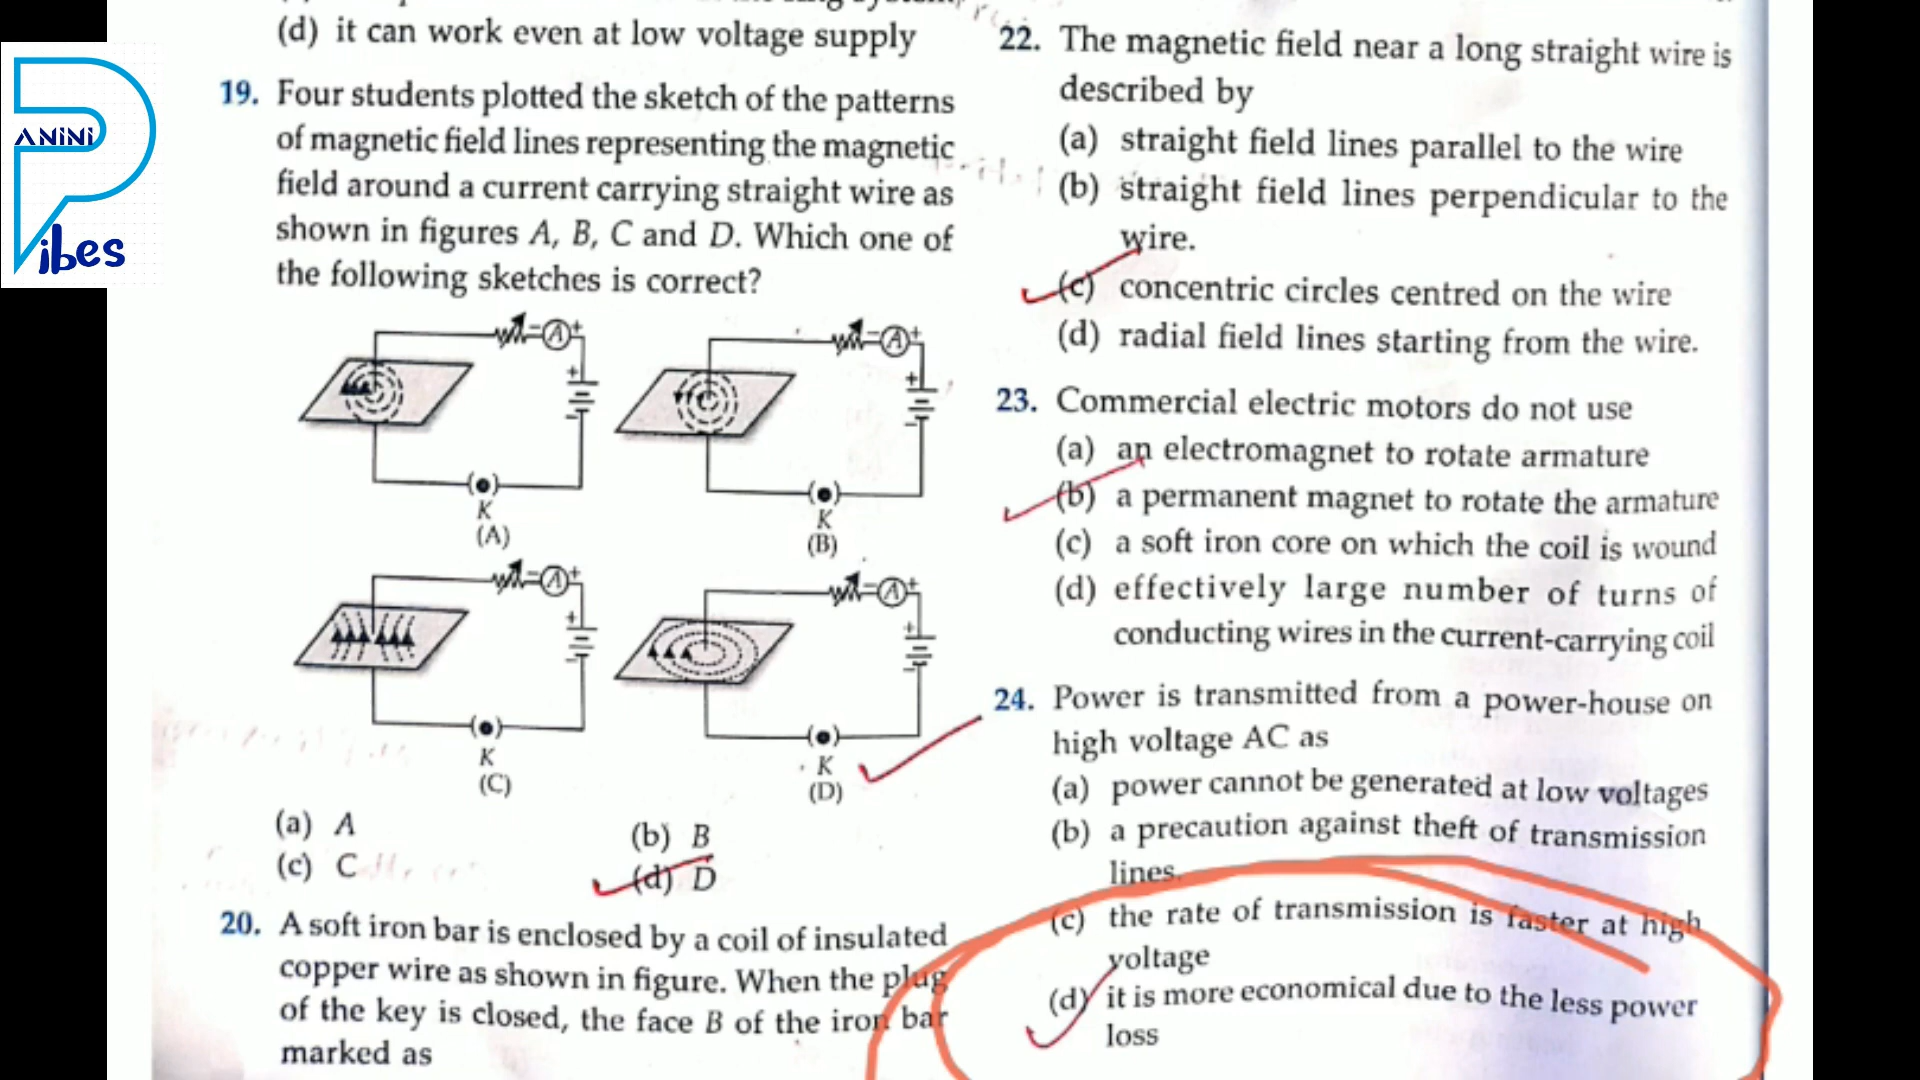 (d) it can work even at low voltage supply
19. Four students plotted the sketch of the patterns
of magnetic field lines representing the magnetic
field around a current carrying straight wire as
shown in figures A, B, C and D. Which one of
the following sketches is correct?
A
+
+
-
K
(A)
A
+
+
-
K
(B)
A
+
+
-
K
(C)
A
+
+
-
K
(D)
(a) A
(b) B
(c) C
(d) D
20. A soft iron bar is enclosed by a coil of insulated
copper wire as shown in figure. When the plug
of the key is closed, the face B of the iron bar
marked as
22. The magnetic field near a long straight wire is
described by
(a) straight field lines parallel to the wire
(b) straight field lines perpendicular to the
wire.
(c) concentric circles centred on the wire
(d) radial field lines starting from the wire.
23. Commercial electric motors do not use
(a) an electromagnet to rotate armature
(b) a permanent magnet to rotate the armature
(c) a soft iron core on which the coil is wound
(d) effectively large number of turns of
conducting wires in the current-carrying coil
24. Power is transmitted from a power-house on
high voltage AC as
(a) power cannot be generated at low voltages
(b) a precaution against theft of transmission
lines.
(c) the rate of transmission is faster at high
voltage
(d) it is more economical due to the less power
loss
PANINI
Vibes